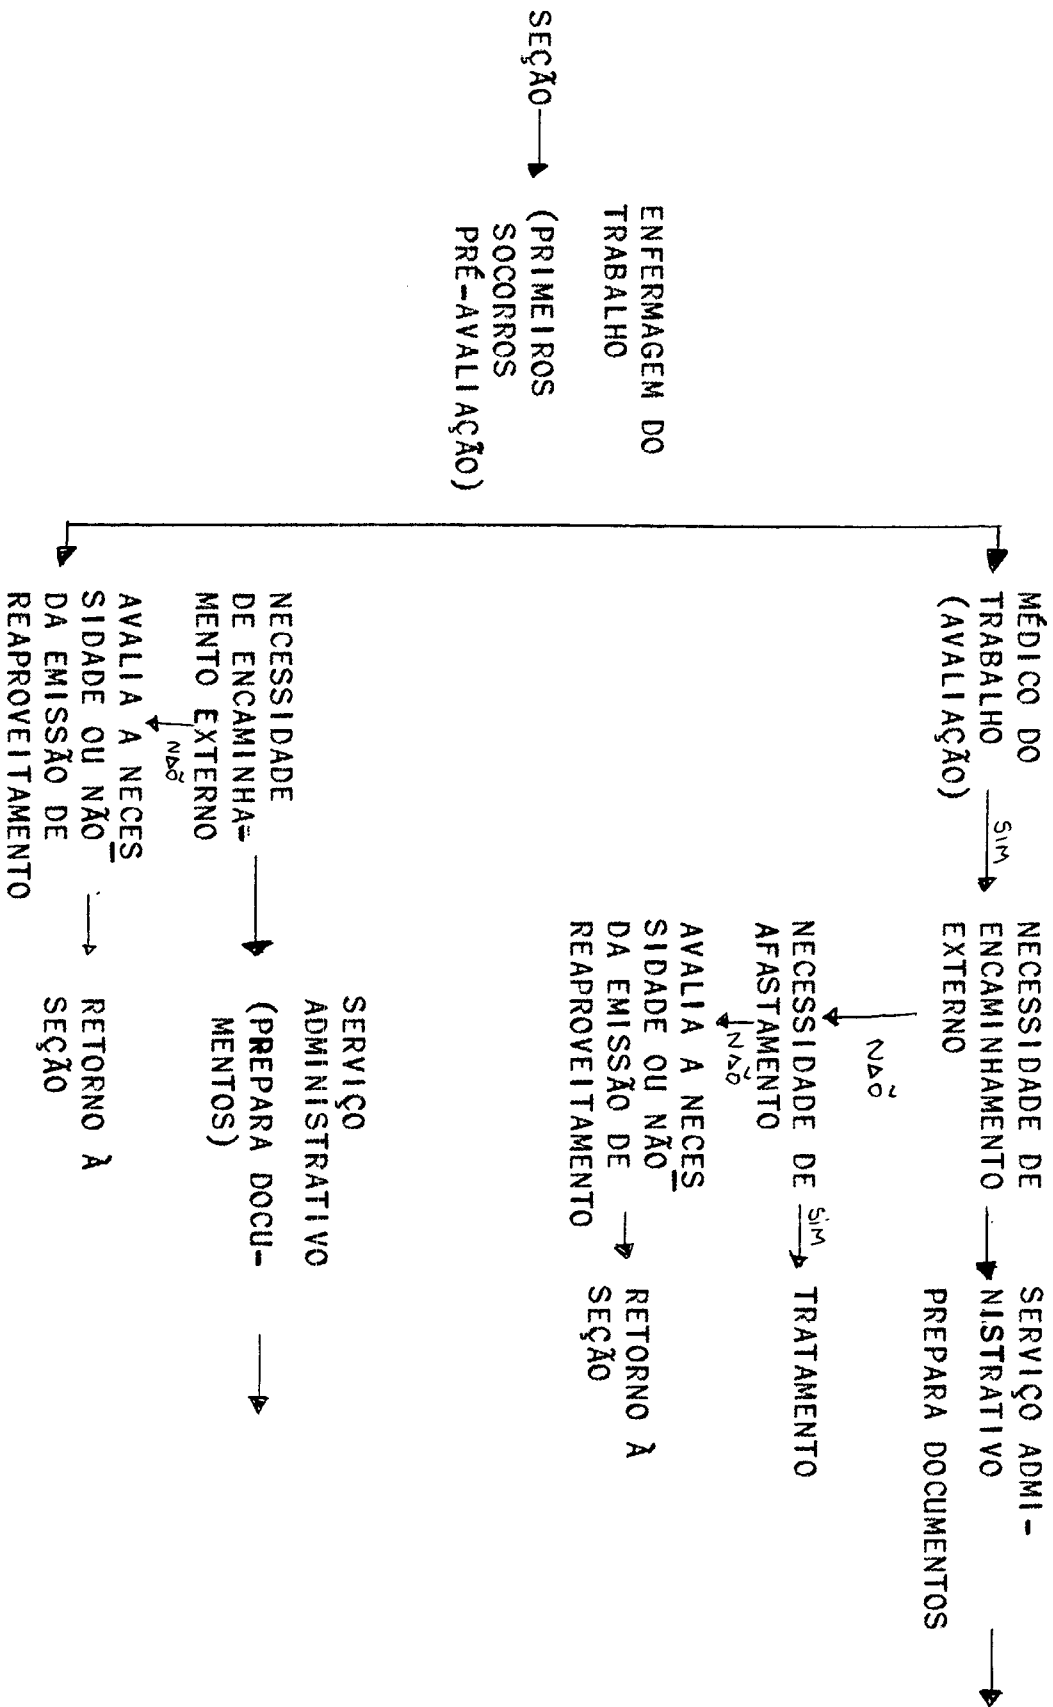 SEÇÃO
ENFERMAGEM DO
TRABALHO
(PRIMEIROS
SOCORROS
PRÉ-AVALIAÇÃO)
MÉDICO DO
TRABALHO
(AVALIAÇÃO)
SIM
NECESSIDADE DE
ENCAMINHAMENTO
EXTERNO
SERVIÇO ADMI-
NISTRATIVO
PREPARA DOCUMENTOS
NÃO
NECESSIDADE DE
AFASTAMENTO
SIM
TRATAMENTO
NÃO
AVALIA A NECES
SIDADE OU NÃO
DA EMISSÃO DE
REAPROVEITAMENTO
RETORNO À
SEÇÃO
NECESSIDADE
DE ENCAMINHA-
MENTO EXTERNO
SERVIÇO
ADMINISTRATIVO
(PREPARA DOCU-
MENTOS)
NÃO
AVALIA A NECES
SIDADE OU NÃO
DA EMISSÃO DE
REAPROVEITAMENTO
RETORNO À
SEÇÃO